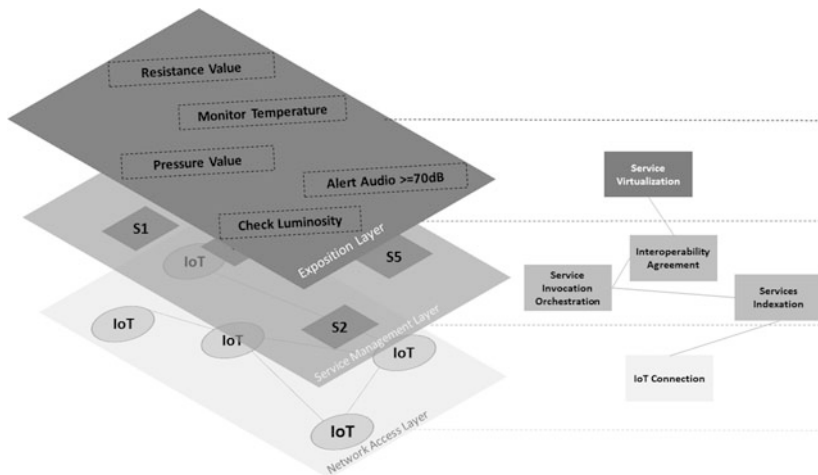 Resistance Value
Monitor Temperature
Pressure Value
Alert Audio >=70dB
Check Luminosity
Exposition Layer
S1
S5
IoT
S2
Service Management Layer
IoT
IoT
IoT
IoT
Network Access Layer
Service
Virtualization
Interoperability
Agreement
Service
Invocation
Orchestration
Services
Indexation
IoT Connection